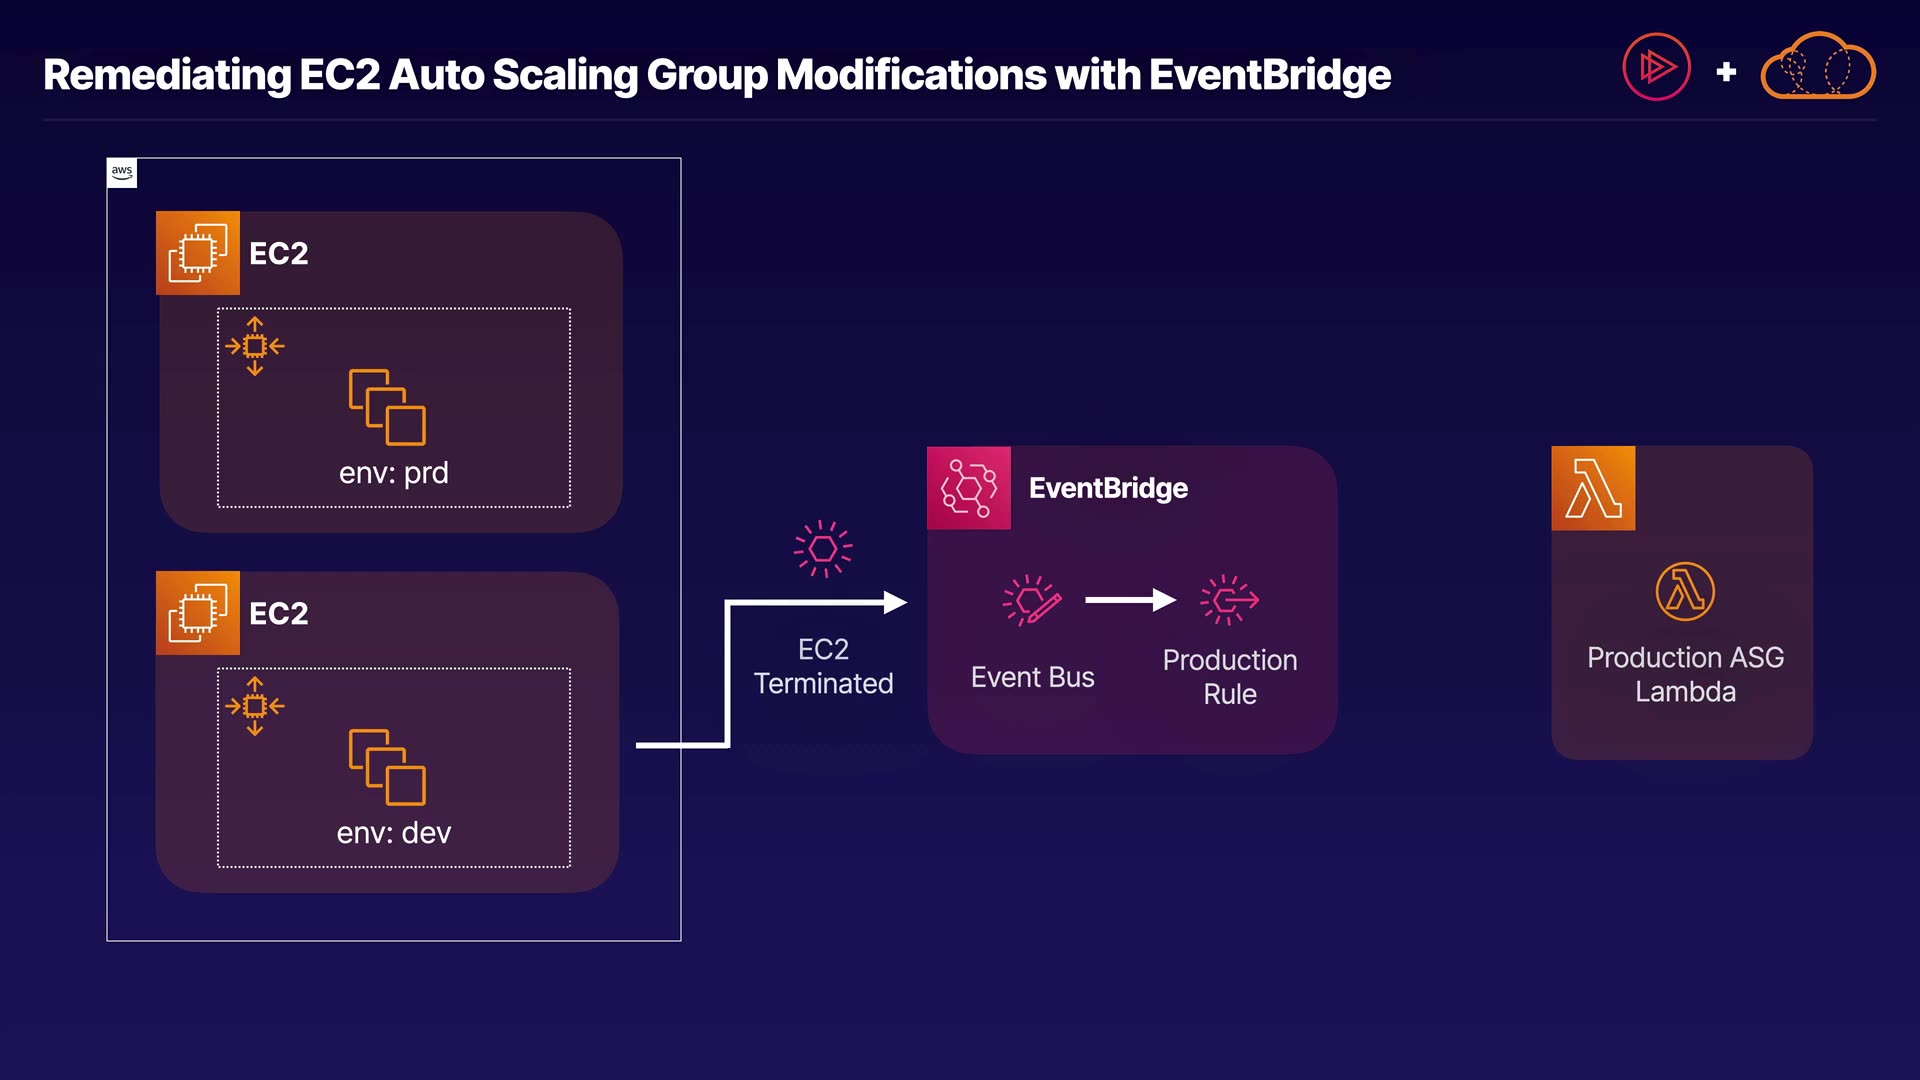 Remediating EC2 Auto Scaling Group Modifications with EventBridge
aws
EC2
env: prd
EC2
env: dev
EC2
Terminated
EventBridge
Event Bus
Production
Rule
Production ASG
Lambda